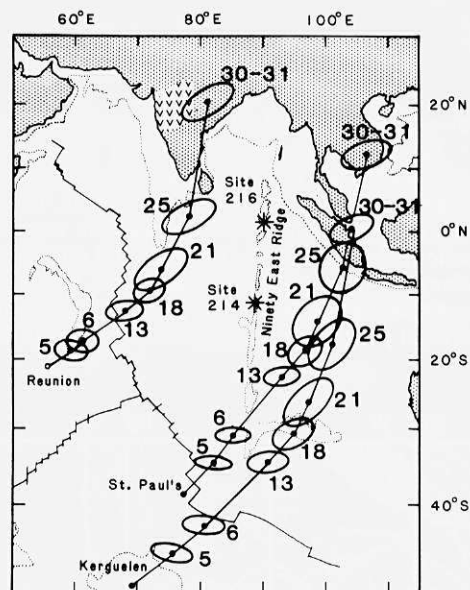 60°E 80°E 100°E
30-31
20°N
30-31
30-31
0°
25
Site
216
25
21
Ninety East Ridge
21
Site
214
18
25
13
6
5
18
20°S
Reunion
13
21
6
18
5
13
St. Paul's
40°S
6
Kerguelen
5